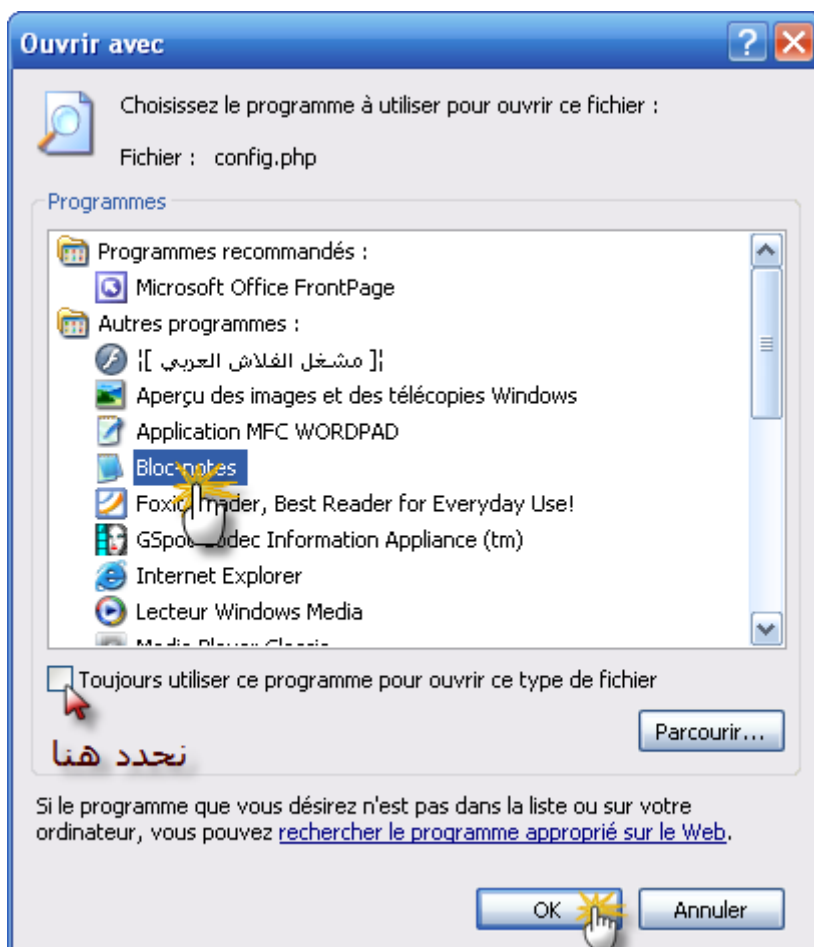 Ouvrir avec
Choisissez le programme à utiliser pour ouvrir ce fichier :
Fichier : config.php
Programmes
Programmes recommandés :
Microsoft Office FrontPage
Autres programmes :
¦[ مشغل الفلاش العربي ]¦
Aperçu des images et des télécopies Windows
Application MFC WORDPAD
Bloc-notes
Reader, Best Reader for Everyday Use!
GSpot Codec Information Appliance (tm)
Internet Explorer
Lecteur Windows Media
Media Player Classic
Toujours utiliser ce programme pour ouvrir ce type de fichier
نحدد هنا
Parcourir...
Si le programme que vous désirez n'est pas dans la liste ou sur votre
ordinateur, vous pouvez rechercher le programme approprié sur le Web.
OK
Annuler